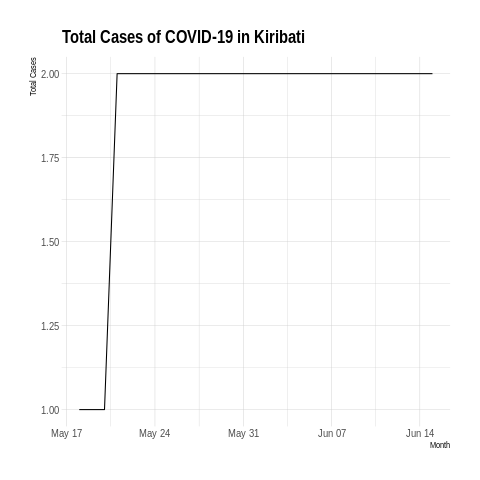 Total Cases of COVID-19 in Kiribati
Total Cases
2.00
1.75
1.50
1.25
1.00
May 17 May 24 May 31 Jun 07 Jun 14
Month